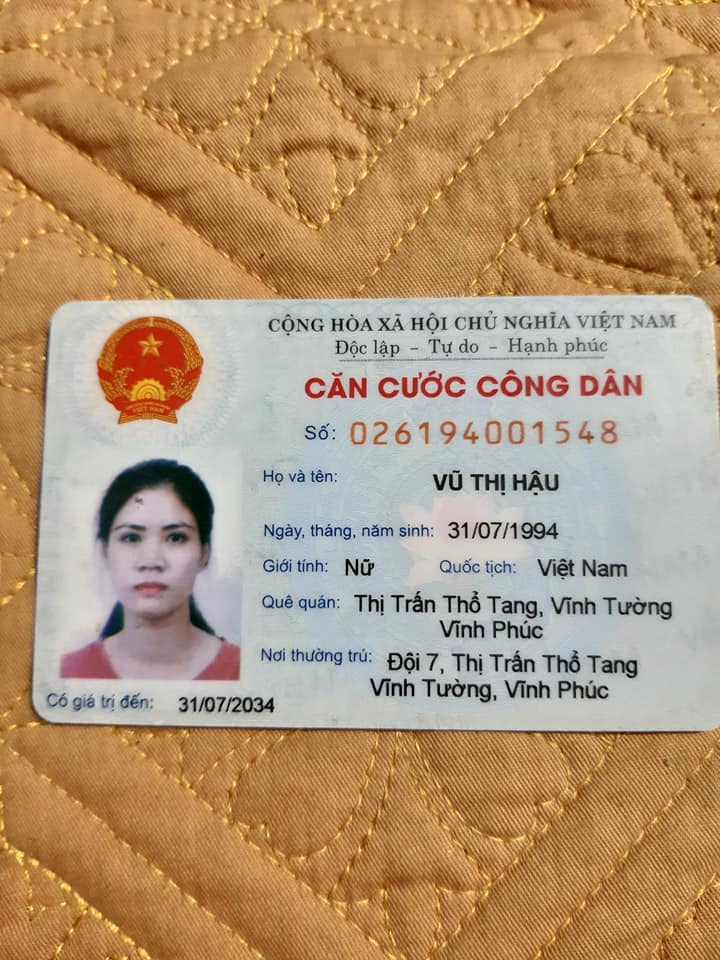 CỘNG HÒA XÃ HỘI CHỦ NGHĨA VIỆT NAM
Độc lập - Tự do - Hạnh phúc
CĂN CƯỚC CÔNG DÂN
Số: 026194001548
Họ và tên: VŨ THỊ HẬU
Ngày, tháng, năm sinh: 31/07/1994
Giới tính: Nữ Quốc tịch: Việt Nam
Quê quán: Thị Trấn Thổ Tang, Vĩnh Tường
Vĩnh Phúc
Nơi thường trú: Đội 7, Thị Trấn Thổ Tang
Vĩnh Tường, Vĩnh Phúc
Có giá trị đến: 31/07/2034
VIỆT NAM